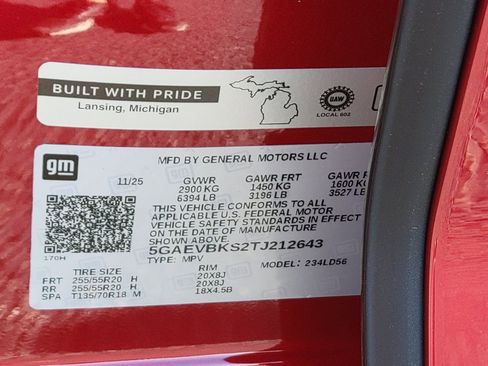 BUILT WITH PRIDE
Lansing, Michigan
UAW
LOCAL 602
gm
MFD BY GENERAL MOTORS LLC
11/25 GVWR GAWR FRT GAWR R
2900 KG 1450 KG 1600 KG
6394 LB 3196 LB 3527 LB
THIS VEHICLE CONFORMS TO ALL
APPLICABLE U.S. FEDERAL MOTOR
VEHICLE SAFETY STANDARDS IN EFFECT
ON THE DATE OF MANUFACTURE
SHOWN ABOVE.
5GAEVBKS2TJ212643
170H TYPE: MPV MODEL: 234LD56
TIRE SIZE RIM
FRT 255/55R20 H 20X8J
RR 255/55R20 H 20X8J
SPA T135/70R18 M 18X4.5B